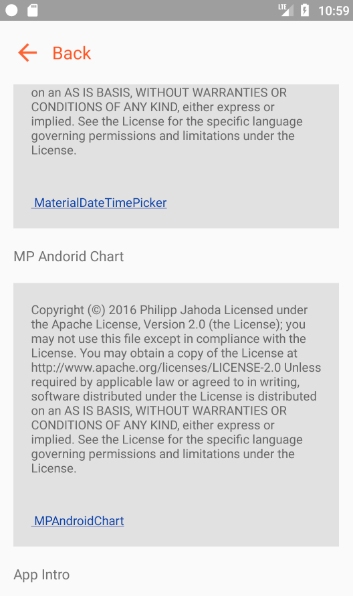 LTE 10:59
Back
on an AS IS BASIS, WITHOUT WARRANTIES OR
CONDITIONS OF ANY KIND, either express or
implied. See the License for the specific language
governing permissions and limitations under the
License.
MaterialDateTimePicker
MP Andorid Chart
Copyright (©) 2016 Philipp Jahoda Licensed under
the Apache License, Version 2.0 (the License); you
may not use this file except in compliance with the
License. You may obtain a copy of the License at
http://www.apache.org/licenses/LICENSE-2.0 Unless
required by applicable law or agreed to in writing,
software distributed under the License is distributed
on an AS IS BASIS, WITHOUT WARRANTIES OR
CONDITIONS OF ANY KIND, either express or
implied. See the License for the specific language
governing permissions and limitations under the
License.
MPAndroidChart
App Intro